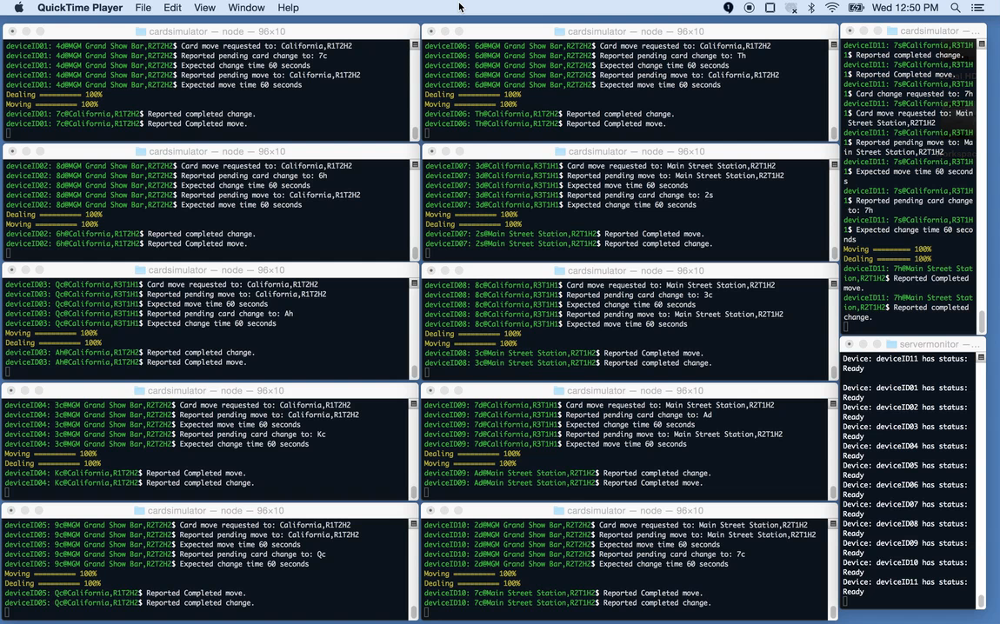 QuickTime Player File Edit View Window Help
Wed 12:50 PM
cardsimulator — node — 96×10
deviceID01: 4d@MGM Grand Show Bar,R2T2H2$ Card move requested to: California,R1T2H2
deviceID01: 4d@MGM Grand Show Bar,R2T2H2$ Reported pending card change to: 7c
deviceID01: 4d@MGM Grand Show Bar,R2T2H2$ Expected change time 60 seconds
deviceID01: 4d@MGM Grand Show Bar,R2T2H2$ Reported pending move to: California,R1T2H2
deviceID01: 4d@MGM Grand Show Bar,R2T2H2$ Expected move time 60 seconds
Dealing ========== 100%
Moving ========== 100%
deviceID01: 7c@California,R1T2H2$ Reported completed change.
deviceID01: 7c@California,R1T2H2$ Reported Completed move.
cardsimulator — node — 96×10
deviceID02: 8d@MGM Grand Show Bar,R2T2H2$ Card move requested to: California,R1T2H2
deviceID02: 8d@MGM Grand Show Bar,R2T2H2$ Reported pending card change to: 6h
deviceID02: 8d@MGM Grand Show Bar,R2T2H2$ Expected change time 60 seconds
deviceID02: 8d@MGM Grand Show Bar,R2T2H2$ Reported pending move to: California,R1T2H2
deviceID02: 8d@MGM Grand Show Bar,R2T2H2$ Expected move time 60 seconds
Dealing ========== 100%
Moving ========== 100%
deviceID02: 6h@California,R1T2H2$ Reported completed change.
deviceID02: 6h@California,R1T2H2$ Reported Completed move.
cardsimulator — node — 96×10
deviceID03: Qc@California,R3T1H1$ Card move requested to: California,R1T2H2
deviceID03: Qc@California,R3T1H1$ Reported pending move to: California,R1T2H2
deviceID03: Qc@California,R3T1H1$ Expected move time 60 seconds
deviceID03: Qc@California,R3T1H1$ Reported pending card change to: Ah
deviceID03: Qc@California,R3T1H1$ Expected change time 60 seconds
Moving ========== 100%
Dealing ========== 100%
deviceID03: Ah@California,R1T2H2$ Reported completed change.
deviceID03: Ah@California,R1T2H2$ Reported Completed move.
cardsimulator — node — 96×10
deviceID04: 3c@MGM Grand Show Bar,R2T2H2$ Card move requested to: California,R1T2H2
deviceID04: 3c@MGM Grand Show Bar,R2T2H2$ Reported pending move to: California,R1T2H2
deviceID04: 3c@MGM Grand Show Bar,R2T2H2$ Expected move time 60 seconds
deviceID04: 3c@MGM Grand Show Bar,R2T2H2$ Reported pending card change to: Kc
deviceID04: 3c@MGM Grand Show Bar,R2T2H2$ Expected change time 60 seconds
Moving ========== 100%
Dealing ========== 100%
deviceID04: Kc@California,R1T2H2$ Reported Completed move.
deviceID04: Kc@California,R1T2H2$ Reported completed change.
cardsimulator — node — 96×10
deviceID05: 9c@MGM Grand Show Bar,R2T2H2$ Card move requested to: California,R1T2H2
deviceID05: 9c@MGM Grand Show Bar,R2T2H2$ Reported pending move to: California,R1T2H2
deviceID05: 9c@MGM Grand Show Bar,R2T2H2$ Expected move time 60 seconds
deviceID05: 9c@MGM Grand Show Bar,R2T2H2$ Reported pending card change to: Qc
deviceID05: 9c@MGM Grand Show Bar,R2T2H2$ Expected change time 60 seconds
Moving ========== 100%
Dealing ========== 100%
deviceID05: Qc@California,R1T2H2$ Reported Completed move.
deviceID05: Qc@California,R1T2H2$ Reported completed change.
cardsimulator — node — 96×10
deviceID06: 6d@MGM Grand Show Bar,R2T2H2$ Card move requested to: California,R1T2H2
deviceID06: 6d@MGM Grand Show Bar,R2T2H2$ Reported pending card change to: Th
deviceID06: 6d@MGM Grand Show Bar,R2T2H2$ Expected change time 60 seconds
deviceID06: 6d@MGM Grand Show Bar,R2T2H2$ Reported pending move to: California,R1T2H2
deviceID06: 6d@MGM Grand Show Bar,R2T2H2$ Expected move time 60 seconds
Dealing ========== 100%
Moving ========== 100%
deviceID06: Th@California,R1T2H2$ Reported completed change.
deviceID06: Th@California,R1T2H2$ Reported Completed move.
cardsimulator — node — 96×10
deviceID07: 3d@California,R3T1H1$ Card move requested to: Main Street Station,R2T1H2
deviceID07: 3d@California,R3T1H1$ Reported pending move to: Main Street Station,R2T1H2
deviceID07: 3d@California,R3T1H1$ Expected move time 60 seconds
deviceID07: 3d@California,R3T1H1$ Reported pending card change to: 2s
deviceID07: 3d@California,R3T1H1$ Expected change time 60 seconds
Moving ========== 100%
Dealing ========== 100%
deviceID07: 2s@Main Street Station,R2T1H2$ Reported Completed move.
deviceID07: 2s@Main Street Station,R2T1H2$ Reported completed change.
cardsimulator — node — 96×10
deviceID08: 8c@California,R3T1H1$ Card move requested to: Main Street Station,R2T1H2
deviceID08: 8c@California,R3T1H1$ Reported pending card change to: 3c
deviceID08: 8c@California,R3T1H1$ Expected change time 60 seconds
deviceID08: 8c@California,R3T1H1$ Reported pending move to: Main Street Station,R2T1H2
deviceID08: 8c@California,R3T1H1$ Expected move time 60 seconds
Dealing ========== 100%
Moving ========== 100%
deviceID08: 3c@Main Street Station,R2T1H2$ Reported Completed move.
deviceID08: 3c@Main Street Station,R2T1H2$ Reported completed change.
cardsimulator — node — 96×10
deviceID09: 7d@California,R3T1H1$ Card move requested to: Main Street Station,R2T1H2
deviceID09: 7d@California,R3T1H1$ Reported pending card change to: Ad
deviceID09: 7d@California,R3T1H1$ Expected change time 60 seconds
deviceID09: 7d@California,R3T1H1$ Reported pending move to: Main Street Station,R2T1H2
deviceID09: 7d@California,R3T1H1$ Expected move time 60 seconds
Dealing ========== 100%
Moving ========== 100%
deviceID09: Ad@Main Street Station,R2T1H2$ Reported completed change.
deviceID09: Ad@Main Street Station,R2T1H2$ Reported Completed move.
cardsimulator — node — 96×10
deviceID10: 2d@MGM Grand Show Bar,R2T2H2$ Card move requested to: Main Street Station,R2T1H2
deviceID10: 2d@MGM Grand Show Bar,R2T2H2$ Reported pending move to: Main Street Station,R2T1H2
deviceID10: 2d@MGM Grand Show Bar,R2T2H2$ Expected move time 60 seconds
deviceID10: 2d@MGM Grand Show Bar,R2T2H2$ Reported pending card change to: 7c
deviceID10: 2d@MGM Grand Show Bar,R2T2H2$ Expected change time 60 seconds
Moving ========== 100%
Dealing ========== 100%
deviceID10: 7c@Main Street Station,R2T1H2$ Reported Completed move.
deviceID10: 7c@Main Street Station,R2T1H2$ Reported completed change.
cardsimulator —...
deviceID11: 7s@California,R3T1H
1$ Reported completed change.
deviceID11: 7s@California,R3T1H
1$ Reported Completed move.
deviceID11: 7s@California,R3T1H
1$ Card change requested to: 7h
deviceID11: 7s@California,R3T1H
1$ Card move requested to: Main
Street Station,R2T1H2
deviceID11: 7s@California,R3T1H
1$ Reported pending move to: Ma
in Street Station,R2T1H2
deviceID11: 7s@California,R3T1H
1$ Expected move time 60 second
s
deviceID11: 7s@California,R3T1H
1$ Reported pending card change
to: 7h
deviceID11: 7s@California,R3T1H
1$ Expected change time 60 seco
nds
Moving ========= 100%
Dealing ========= 100%
deviceID11: 7h@Main Street Stat
ion,R2T1H2$ Reported Completed
move.
deviceID11: 7h@Main Street Stat
ion,R2T1H2$ Reported completed
change.
servermonitor —...
Device: deviceID11 has status:
Ready
Device: deviceID01 has status:
Ready
Device: deviceID02 has status:
Ready
Device: deviceID03 has status:
Ready
Device: deviceID04 has status:
Ready
Device: deviceID05 has status:
Ready
Device: deviceID06 has status:
Ready
Device: deviceID07 has status:
Ready
Device: deviceID08 has status:
Ready
Device: deviceID09 has status:
Ready
Device: deviceID10 has status:
Ready
Device: deviceID11 has status:
Ready